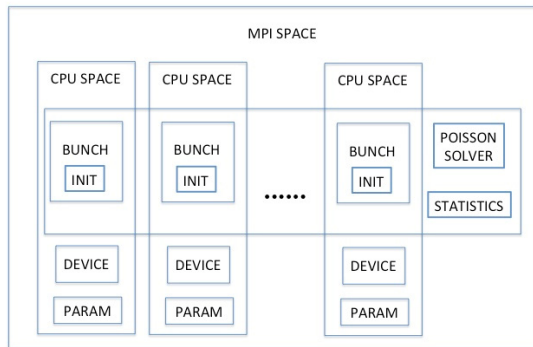 MPI SPACE
CPU SPACE
CPU SPACE
CPU SPACE
BUNCH
INIT
BUNCH
INIT
......
BUNCH
INIT
POISSON
SOLVER
STATISTICS
DEVICE
DEVICE
DEVICE
PARAM
PARAM
PARAM